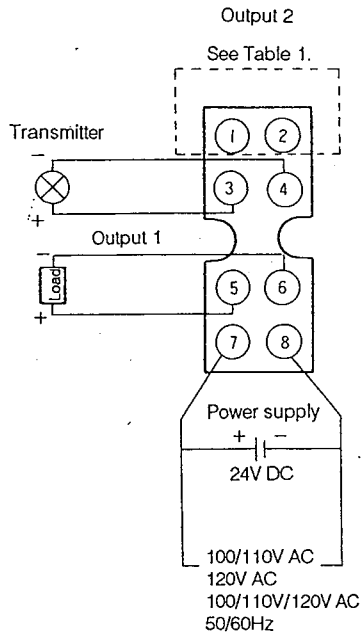 Output 2
See Table 1.
1 2
Transmitter
−
3 4
+
Output 1
−
Load
5 6
+
7 8
Power supply
+ −
24V DC
100/110V AC
120V AC
100/110V/120V AC
50/60Hz